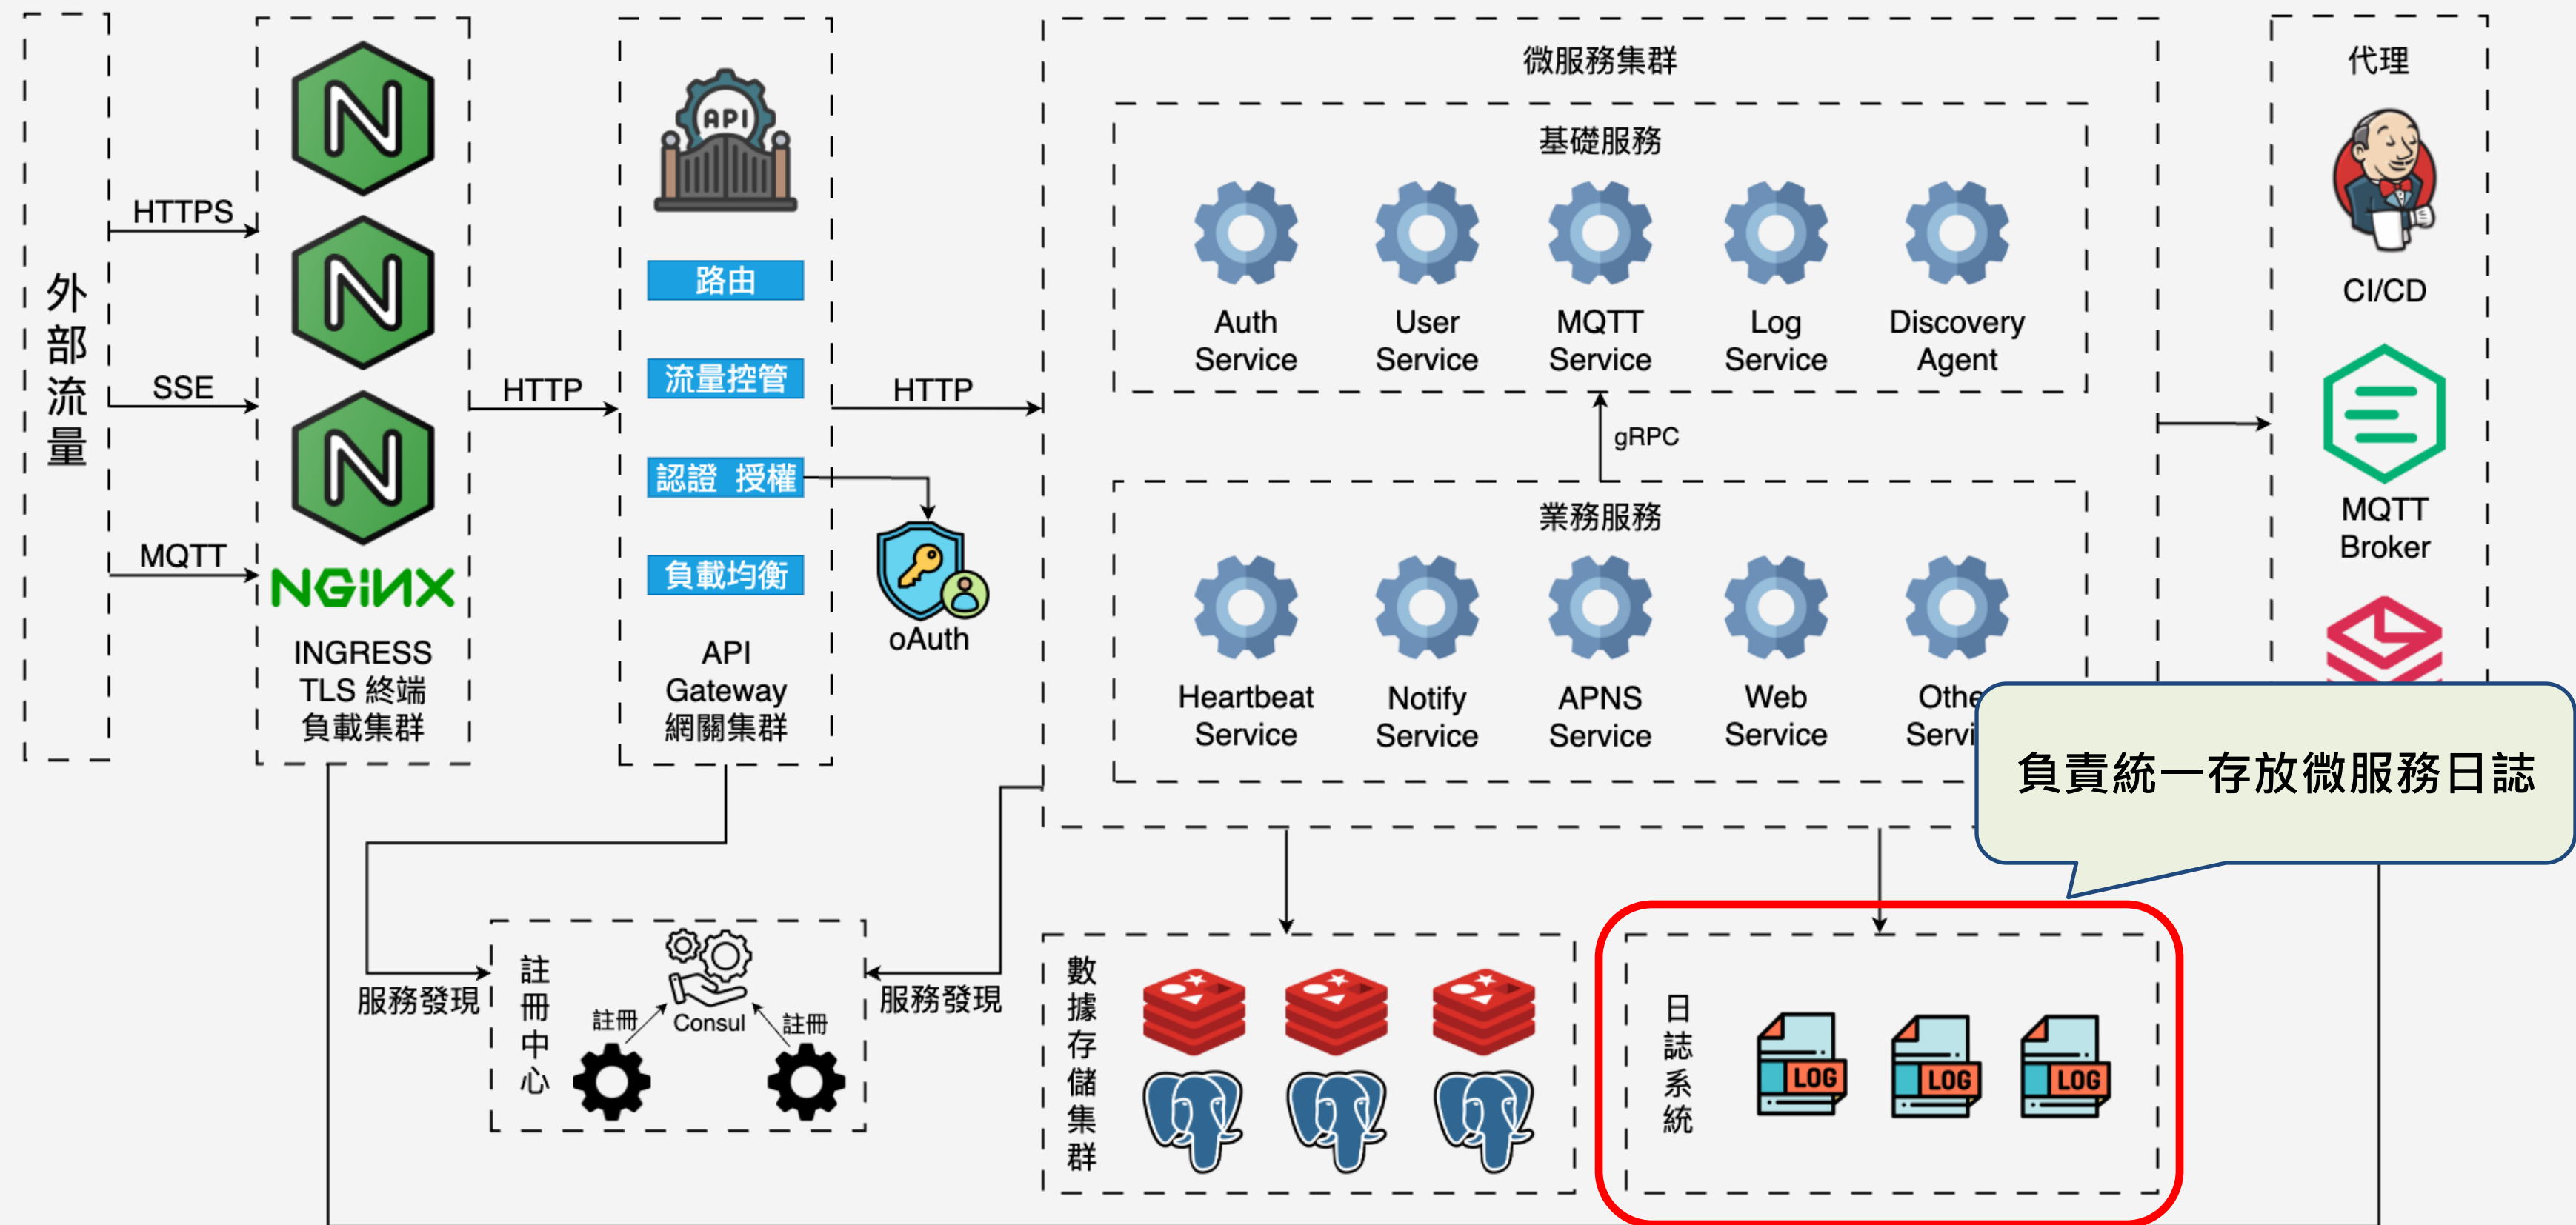 外部流量
HTTPS
SSE
MQTT
NGINX
INGRESS
TLS 終端
負載集群
HTTP
API
路由
流量控管
認證 授權
負載均衡
API
Gateway
網關集群
oAuth
HTTP
微服務集群
基礎服務
Auth
Service
User
Service
MQTT
Service
Log
Service
Discovery
Agent
gRPC
業務服務
Heartbeat
Service
Notify
Service
APNS
Service
Web
Service
代理
CI/CD
MQTT
Broker
負責統一存放微服務日誌
服務發現
註冊中心
註冊
Consul
註冊
服務發現
數據存儲集群
日誌系統
LOG
LOG
LOG